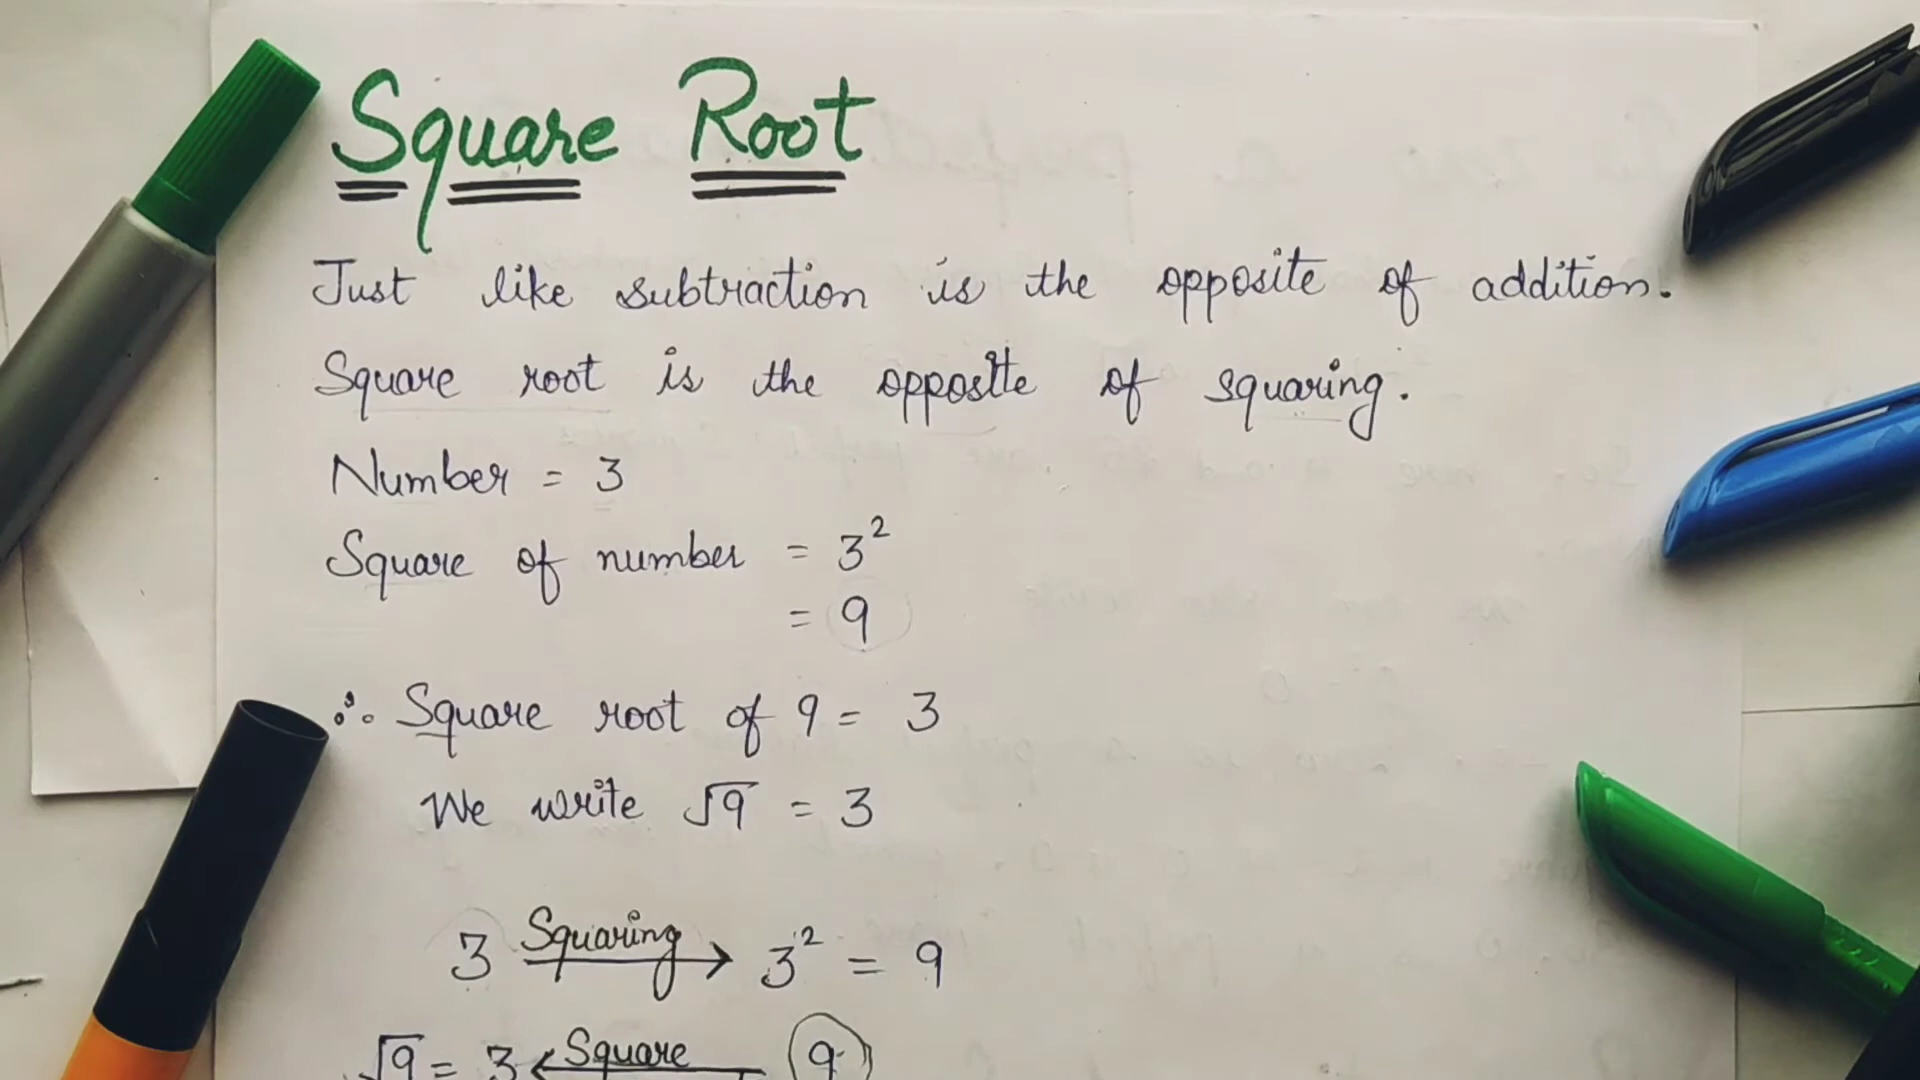 Square Root
Just like subtraction is the opposite of addition.
Square root is the opposite of squaring.
Number = 3
Square of number = 3²
= 9
∴ Square root of 9 = 3
We write √9 = 3
3 Squaring → 3² = 9
√9 = 3 ← Square 9